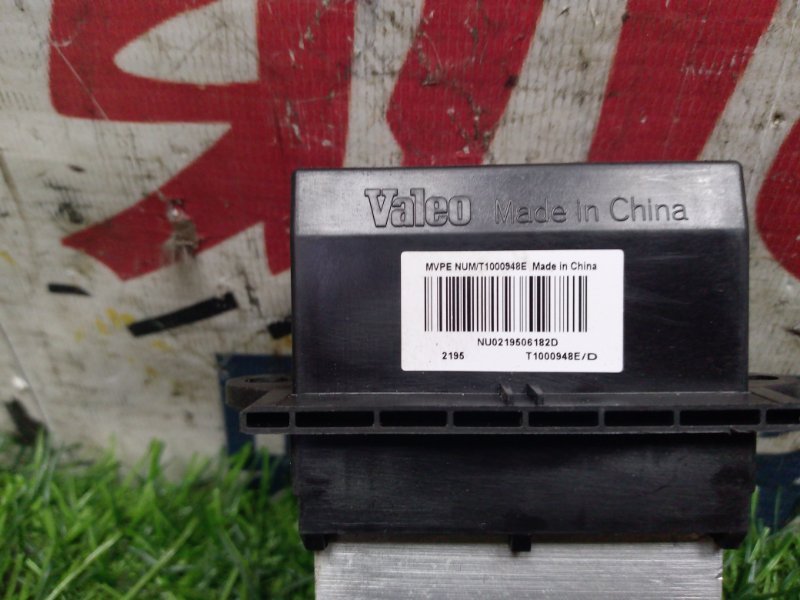 Valeo Made in China
MVPE NUM/T1000948E Made in China
NU0219506182D
2195 T1000948E/D